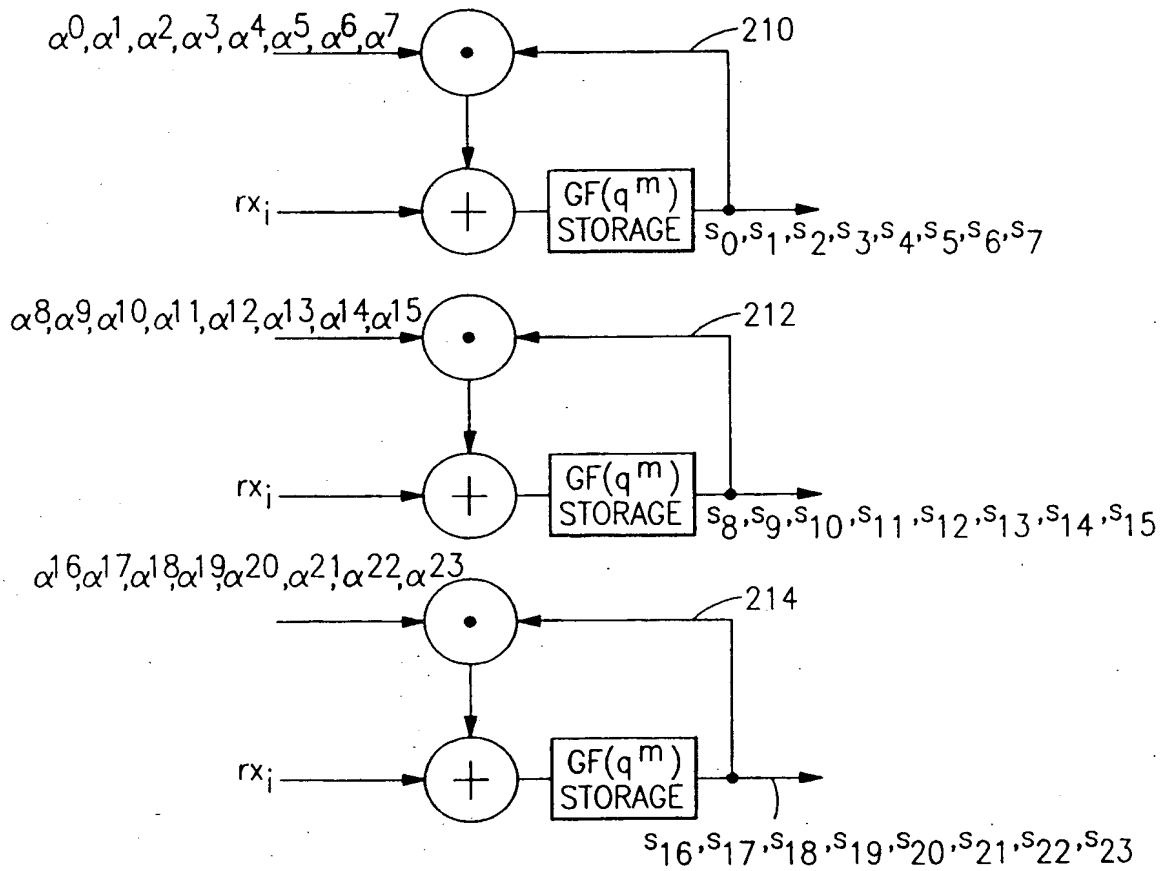 α⁰,α¹,α²,α³,α⁴,α⁵,α⁶,α⁷
210
•
rxᵢ
+
GF(qᵐ)
STORAGE
s₀,s₁,s₂,s₃,s₄,s₅,s₆,s₇
α⁸,α⁹,α¹⁰,α¹¹,α¹²,α¹³,α¹⁴,α¹⁵
212
•
rxᵢ
+
GF(qᵐ)
STORAGE
s₈,s₉,s₁₀,s₁₁,s₁₂,s₁₃,s₁₄,s₁₅
α¹⁶,α¹⁷,α¹⁸,α¹⁹,α²⁰,α²¹,α²²,α²³
214
•
rxᵢ
+
GF(qᵐ)
STORAGE
s₁₆,s₁₇,s₁₈,s₁₉,s₂₀,s₂₁,s₂₂,s₂₃